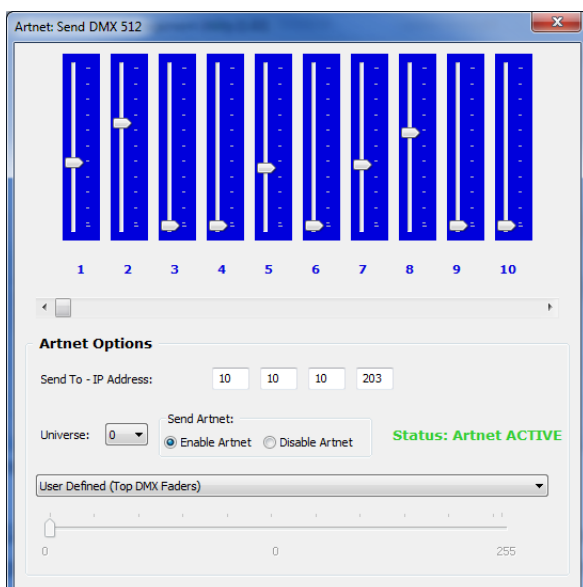 Artnet: Send DMX 512
1 2 3 4 5 6 7 8 9 10
Artnet Options
Send To - IP Address: 10 10 10 203
Send Artnet:
Universe: 0 Enable Artnet Disable Artnet Status: Artnet ACTIVE
User Defined (Top DMX Faders)
0 0 255